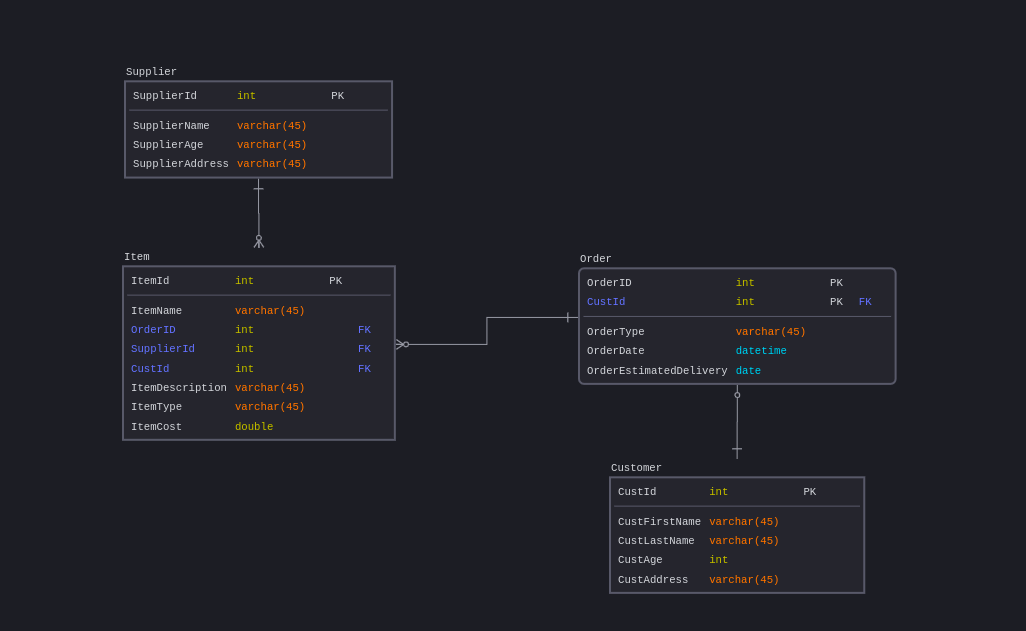 Supplier
SupplierId int PK
SupplierName varchar(45)
SupplierAge varchar(45)
SupplierAddress varchar(45)
Item
ItemId int PK
ItemName varchar(45)
OrderID int FK
SupplierId int FK
CustId int FK
ItemDescription varchar(45)
ItemType varchar(45)
ItemCost double
Order
OrderID int PK
CustId int PK FK
OrderType varchar(45)
OrderDate datetime
OrderEstimatedDelivery date
Customer
CustId int PK
CustFirstName varchar(45)
CustLastName varchar(45)
CustAge int
CustAddress varchar(45)